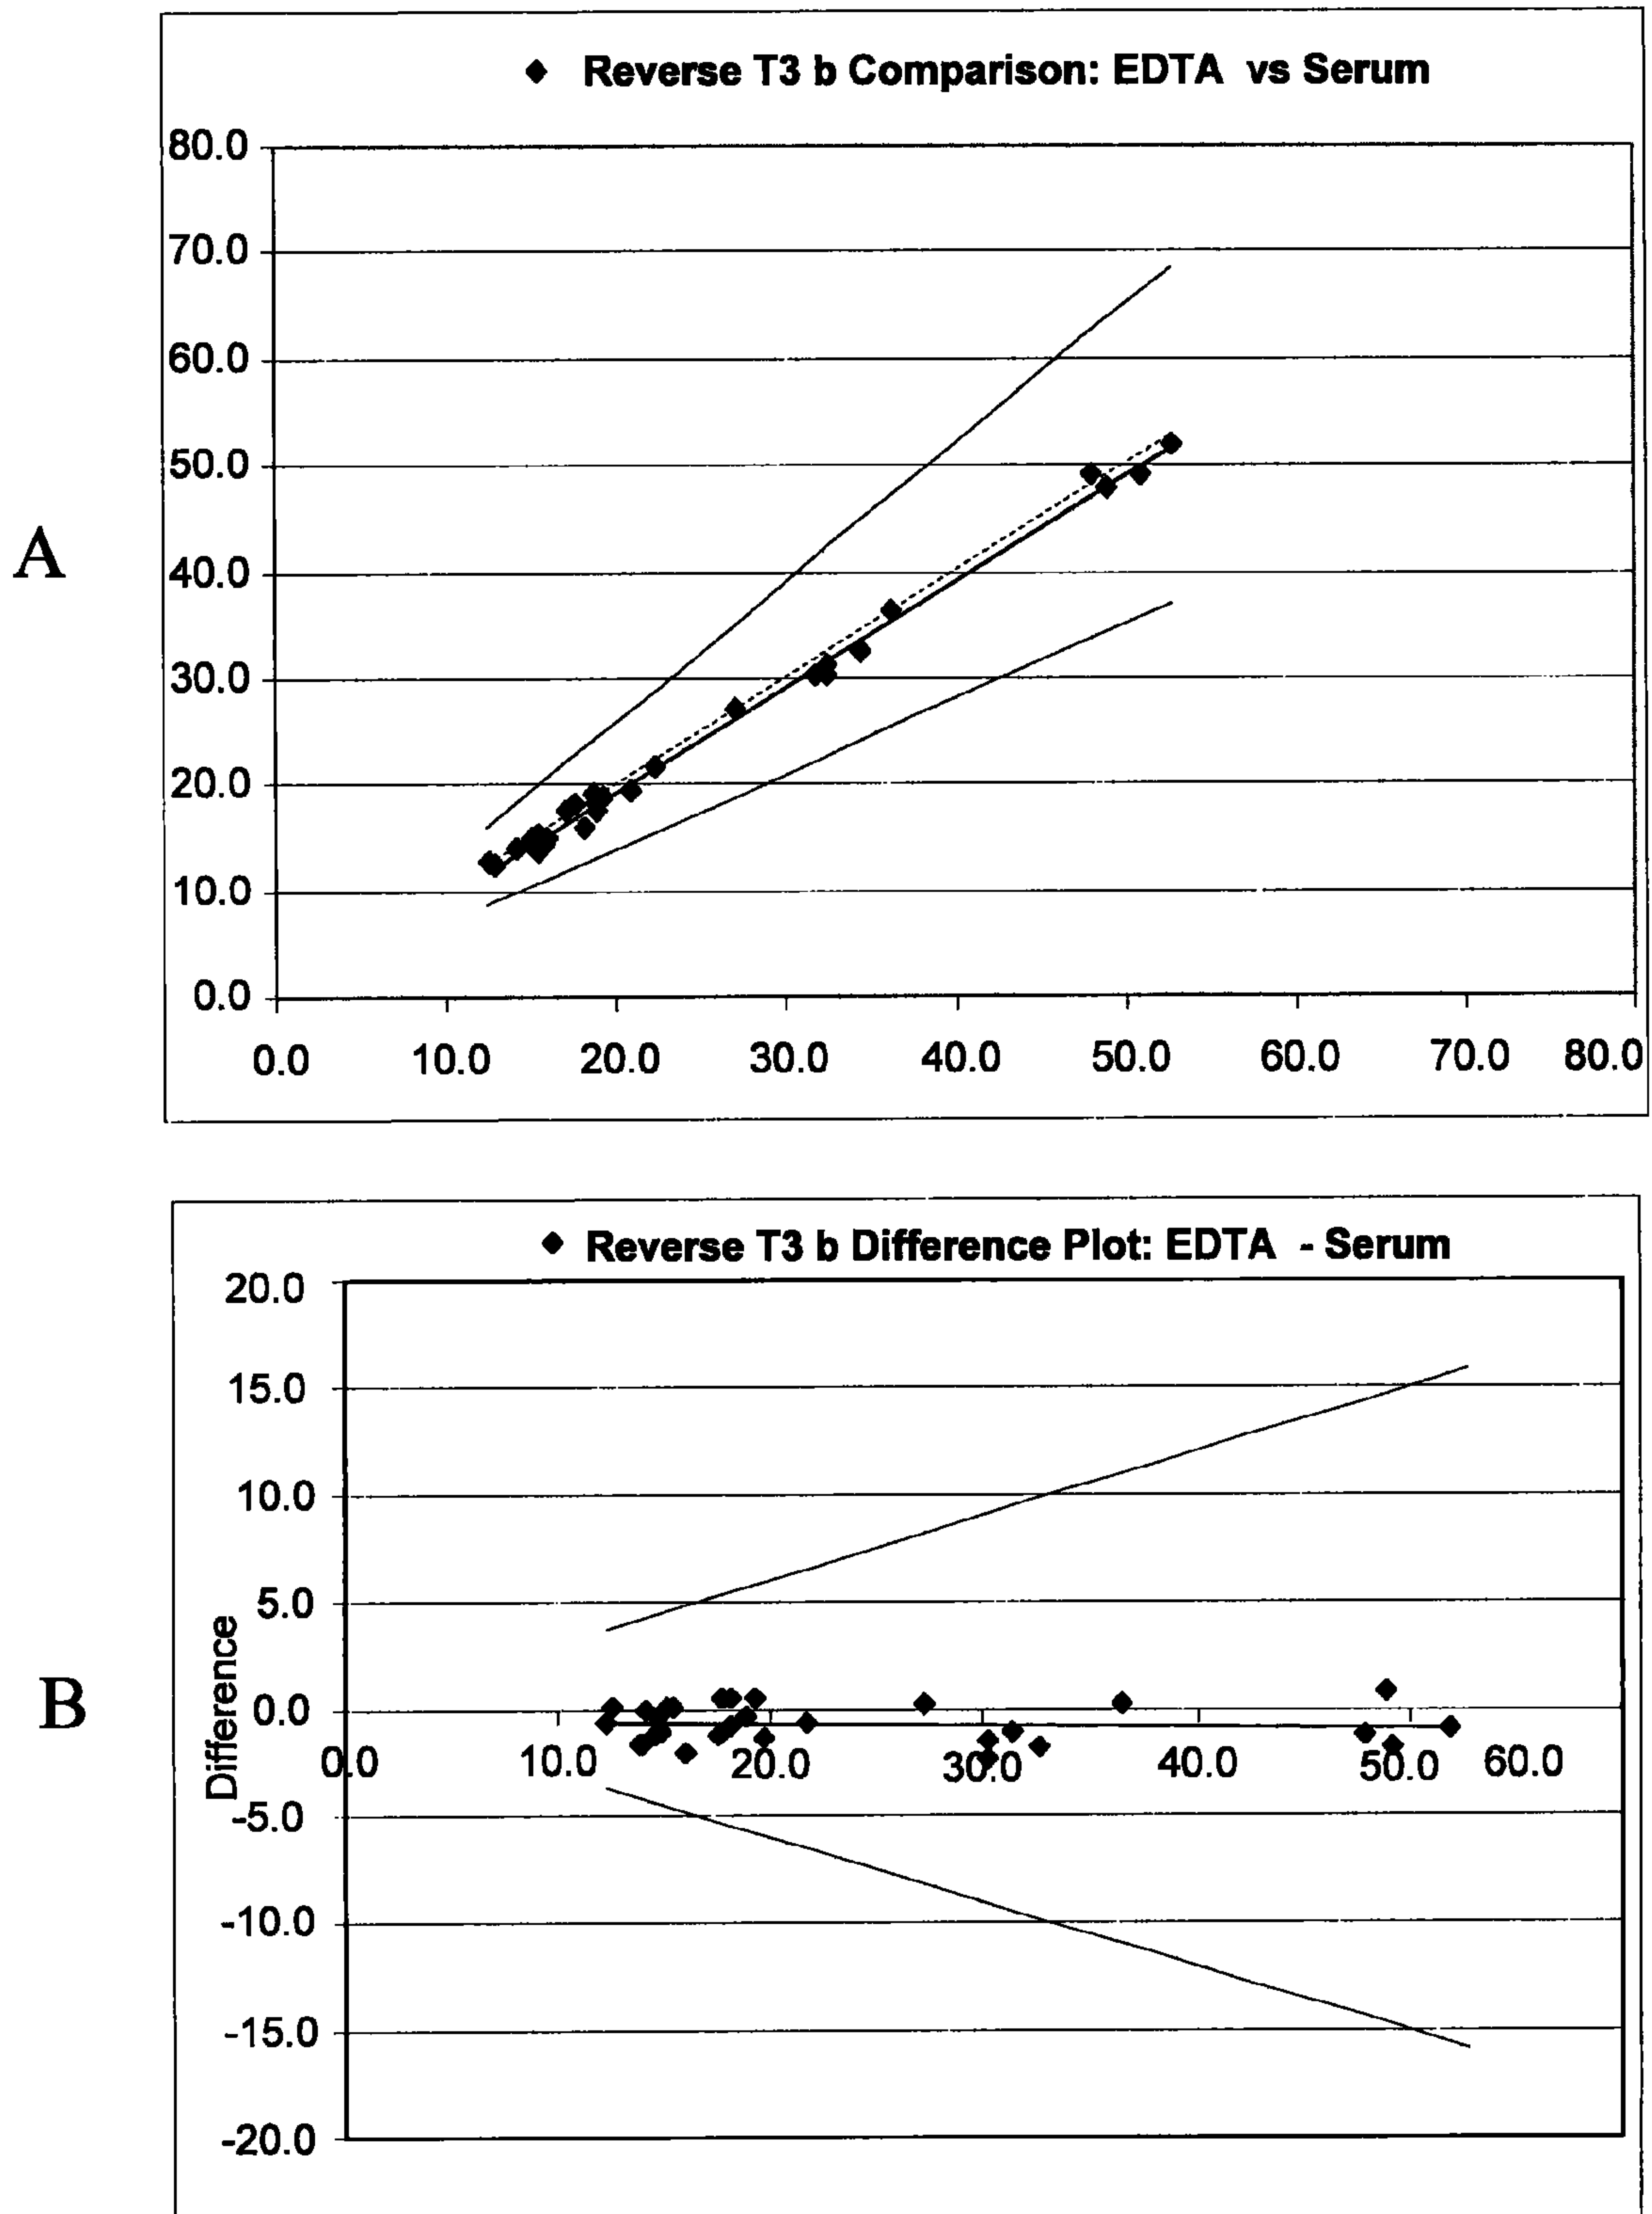 Reverse T3 b Comparison: EDTA vs Serum
80.0
70.0
60.0
50.0
A
40.0
30.0
20.0
10.0
0.0
0.0 10.0 20.0 30.0 40.0 50.0 60.0 70.0 80.0
Reverse T3 b Difference Plot: EDTA - Serum
20.0
15.0
10.0
5.0
B
Difference
0.0
0.0 10.0 20.0 30.0 40.0 50.0 60.0
-5.0
-10.0
-15.0
-20.0